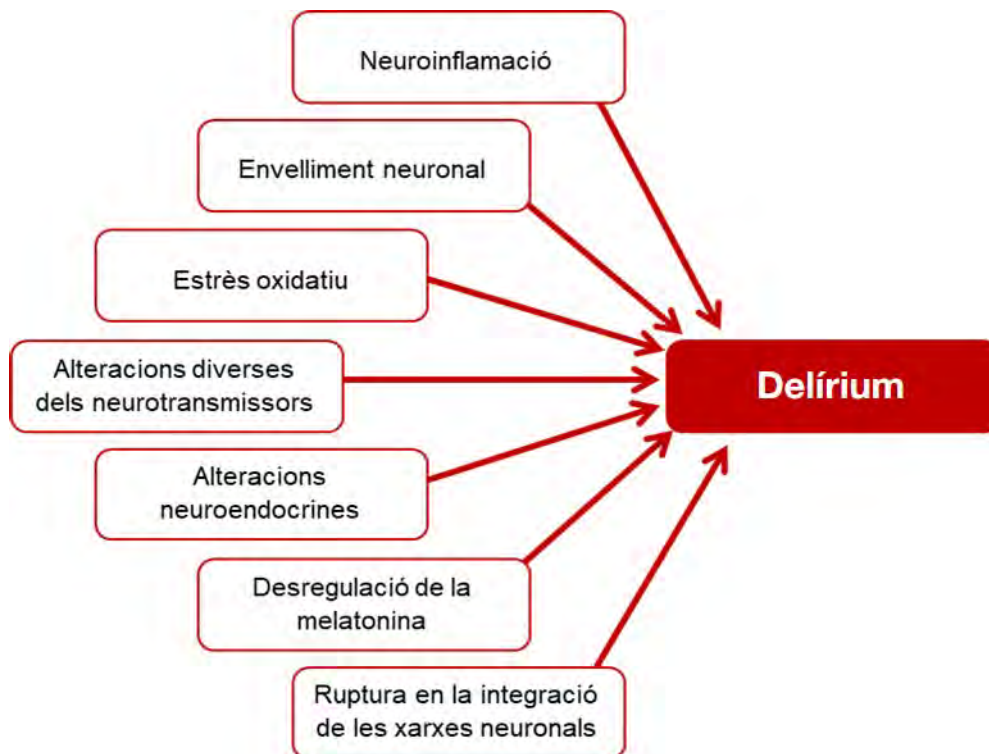 Neuroinflamació
Envelliment neuronal
Estrès oxidatiu
Alteracions diverses
dels neurotransmissors
Alteracions
neuroendocrines
Desregulació de la
melatonina
Ruptura en la integració
de les xarxes neuronals
Delírium